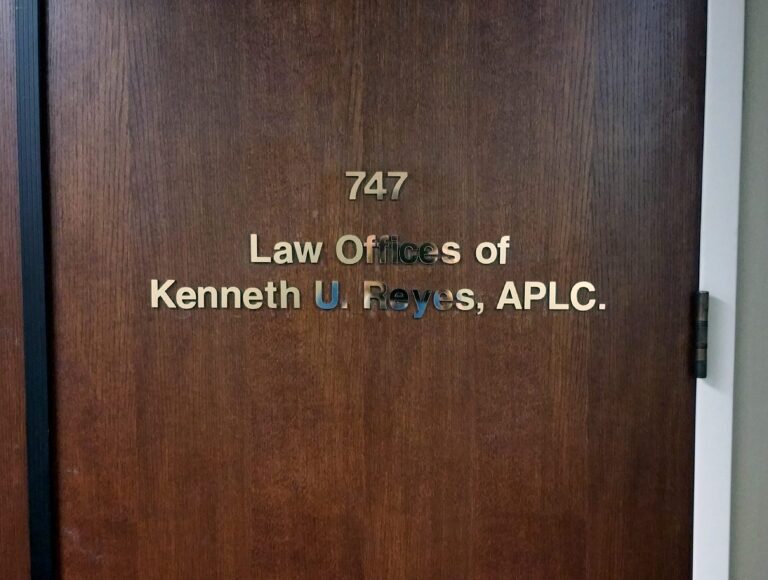 747
Law Offices of
Kenneth U. Reyes, APLC.